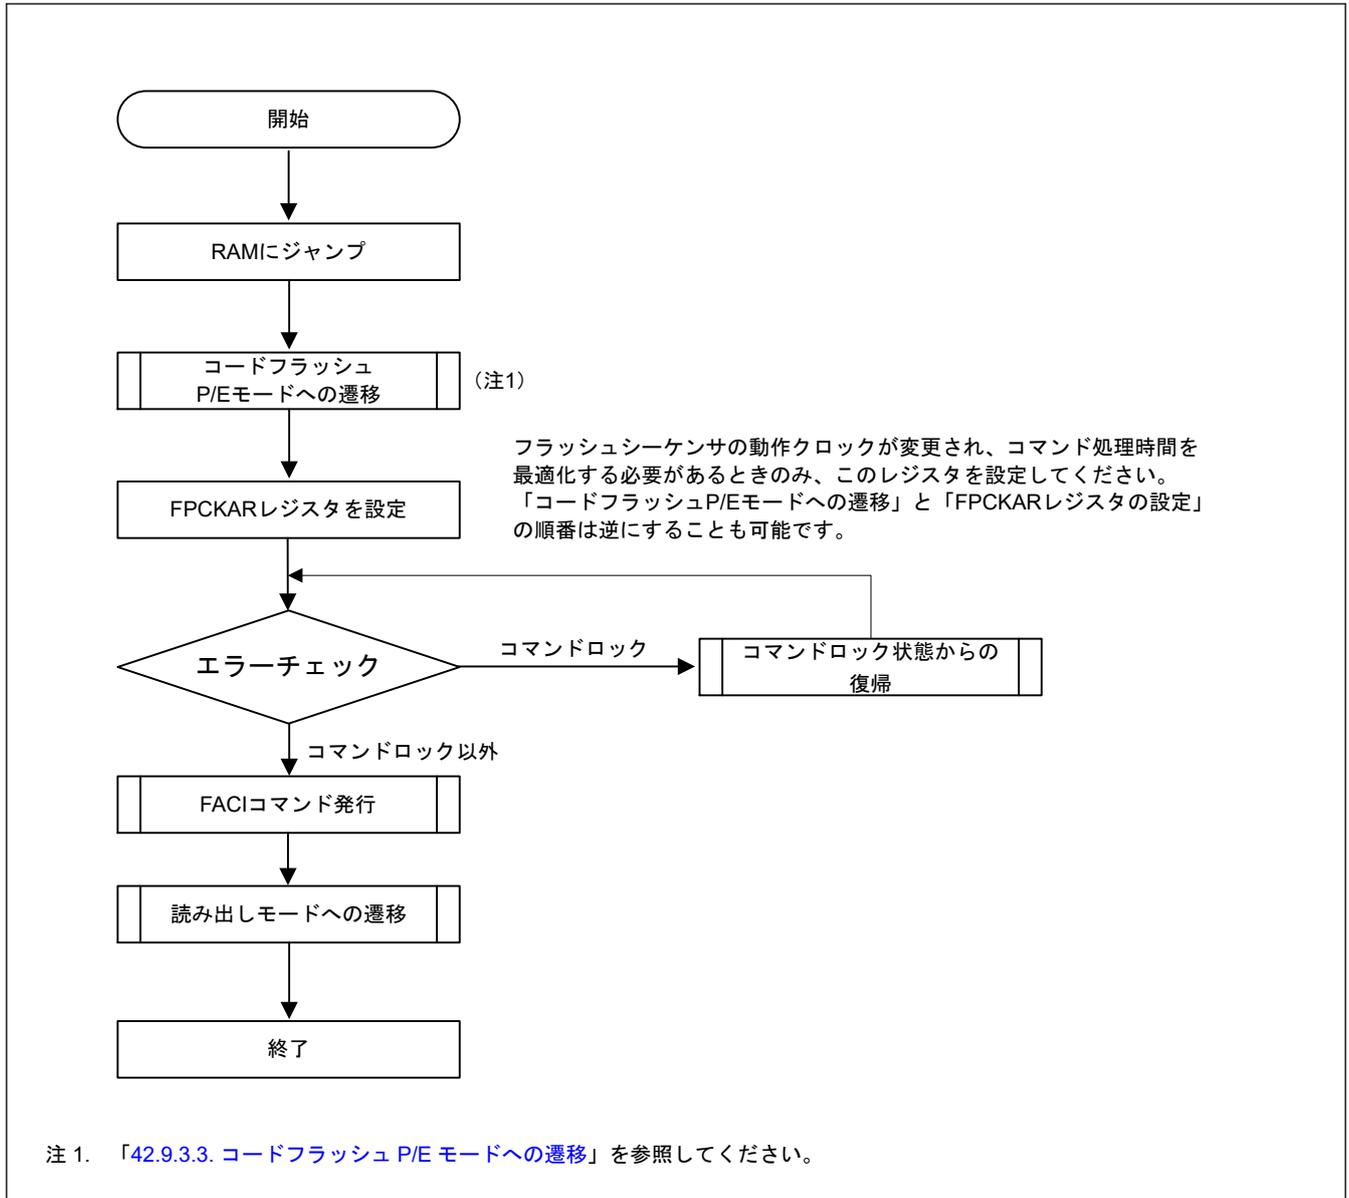 開始
RAMにジャンプ
コードフラッシュ
P/Eモードへの遷移
（注1）
フラッシュシーケンサの動作クロックが変更され、コマンド処理時間を
最適化する必要があるときのみ、このレジスタを設定してください。
「コードフラッシュP/Eモードへの遷移」と「FPCKARレジスタの設定」
の順番は逆にすることも可能です。
FPCKARレジスタを設定
エラーチェック
コマンドロック
コマンドロック状態からの
復帰
コマンドロック以外
FACIコマンド発行
読み出しモードへの遷移
終了
注 1. 「42.9.3.3. コードフラッシュ P/E モードへの遷移」を参照してください。